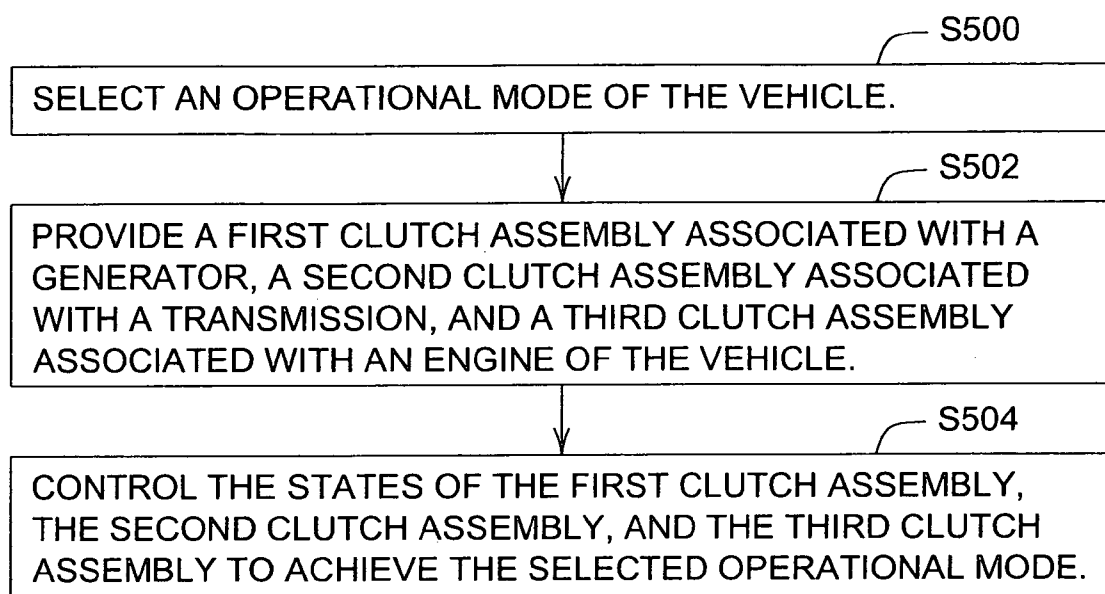 S500
SELECT AN OPERATIONAL MODE OF THE VEHICLE.
S502
PROVIDE A FIRST CLUTCH ASSEMBLY ASSOCIATED WITH A
GENERATOR, A SECOND CLUTCH ASSEMBLY ASSOCIATED
WITH A TRANSMISSION, AND A THIRD CLUTCH ASSEMBLY
ASSOCIATED WITH AN ENGINE OF THE VEHICLE.
S504
CONTROL THE STATES OF THE FIRST CLUTCH ASSEMBLY,
THE SECOND CLUTCH ASSEMBLY, AND THE THIRD CLUTCH
ASSEMBLY TO ACHIEVE THE SELECTED OPERATIONAL MODE.